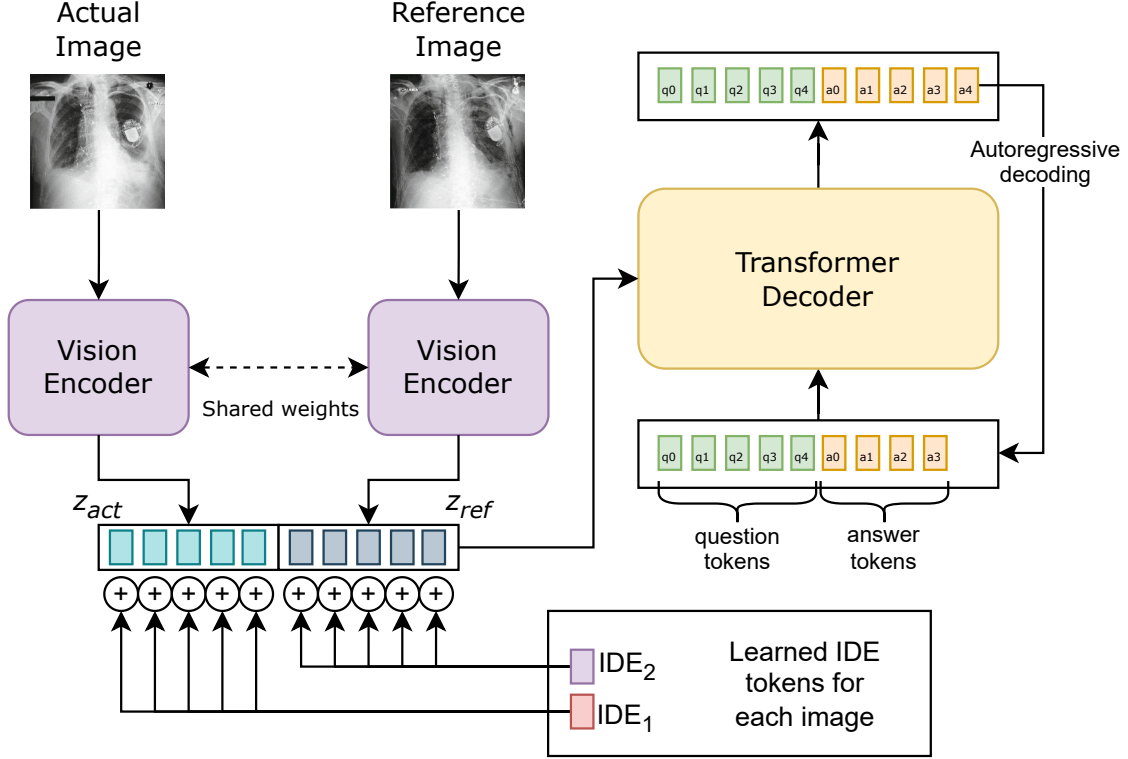 Actual
Image
Reference
Image
q0 q1 q2 q3 q4 a0 a1 a2 a3 a4
Autoregressive
decoding
Transformer
Decoder
Vision
Encoder
Vision
Encoder
Shared weights
z_act
z_ref
q0 q1 q2 q3 q4 a0 a1 a2 a3
question
tokens
answer
tokens
+ + + + + + + + + +
IDE₂
IDE₁
Learned IDE
tokens for
each image